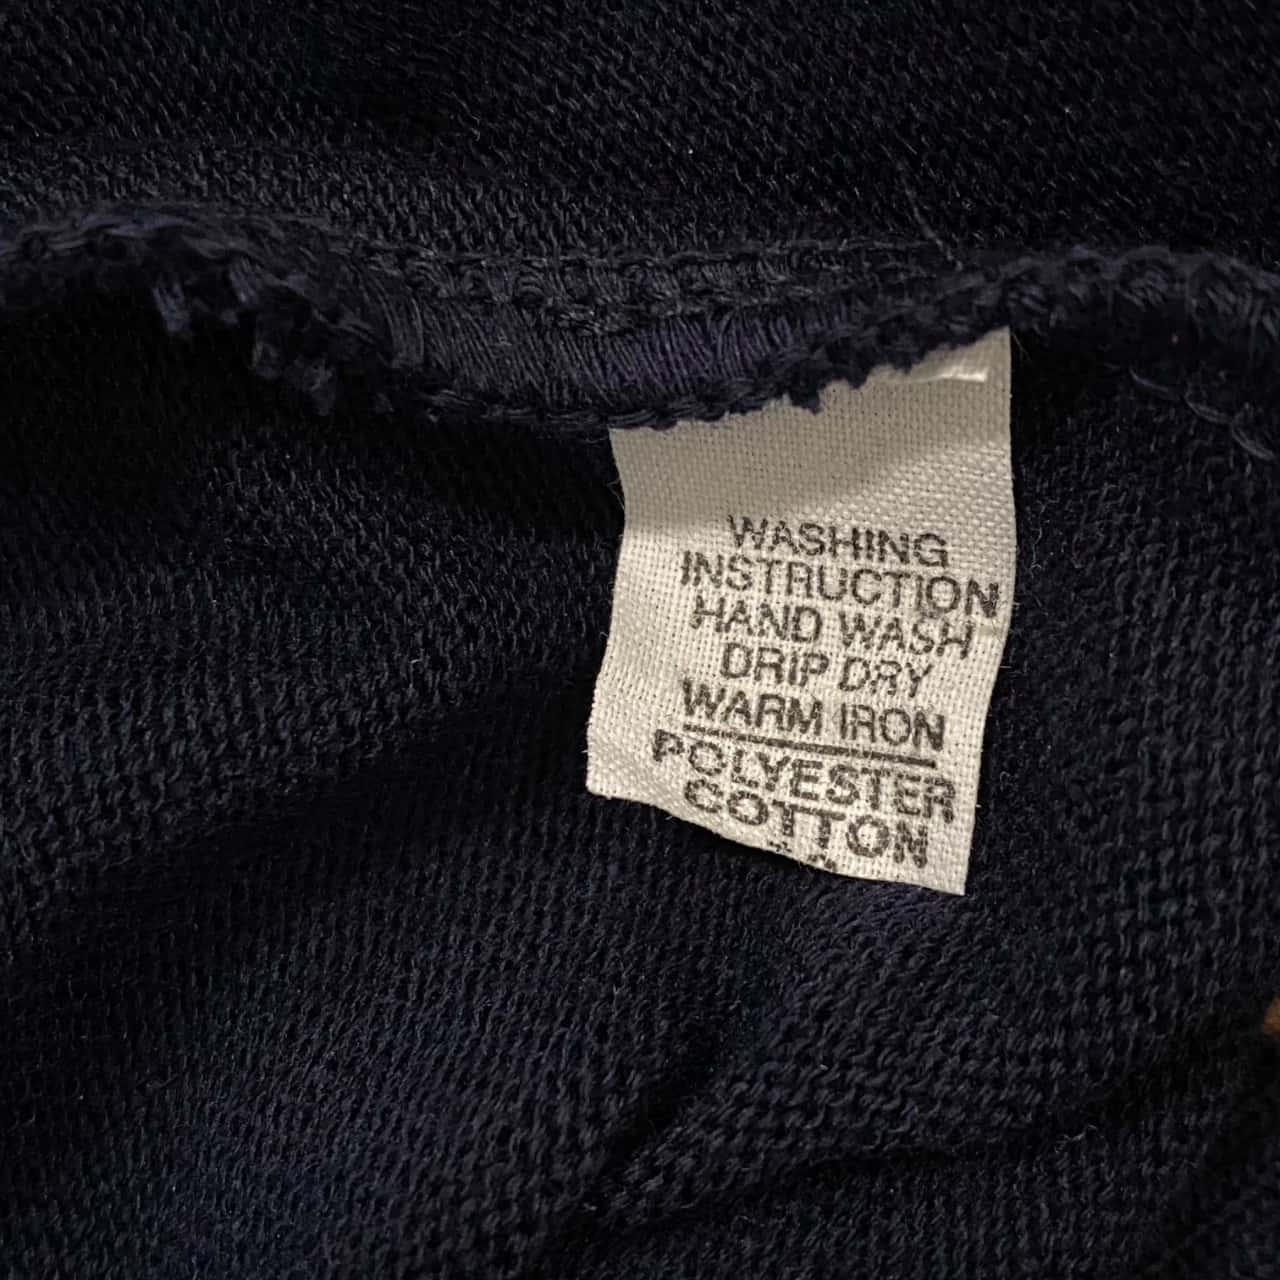 WASHING
INSTRUCTION
HAND WASH
DRIP DRY
WARM IRON
POLYESTER
COTTON